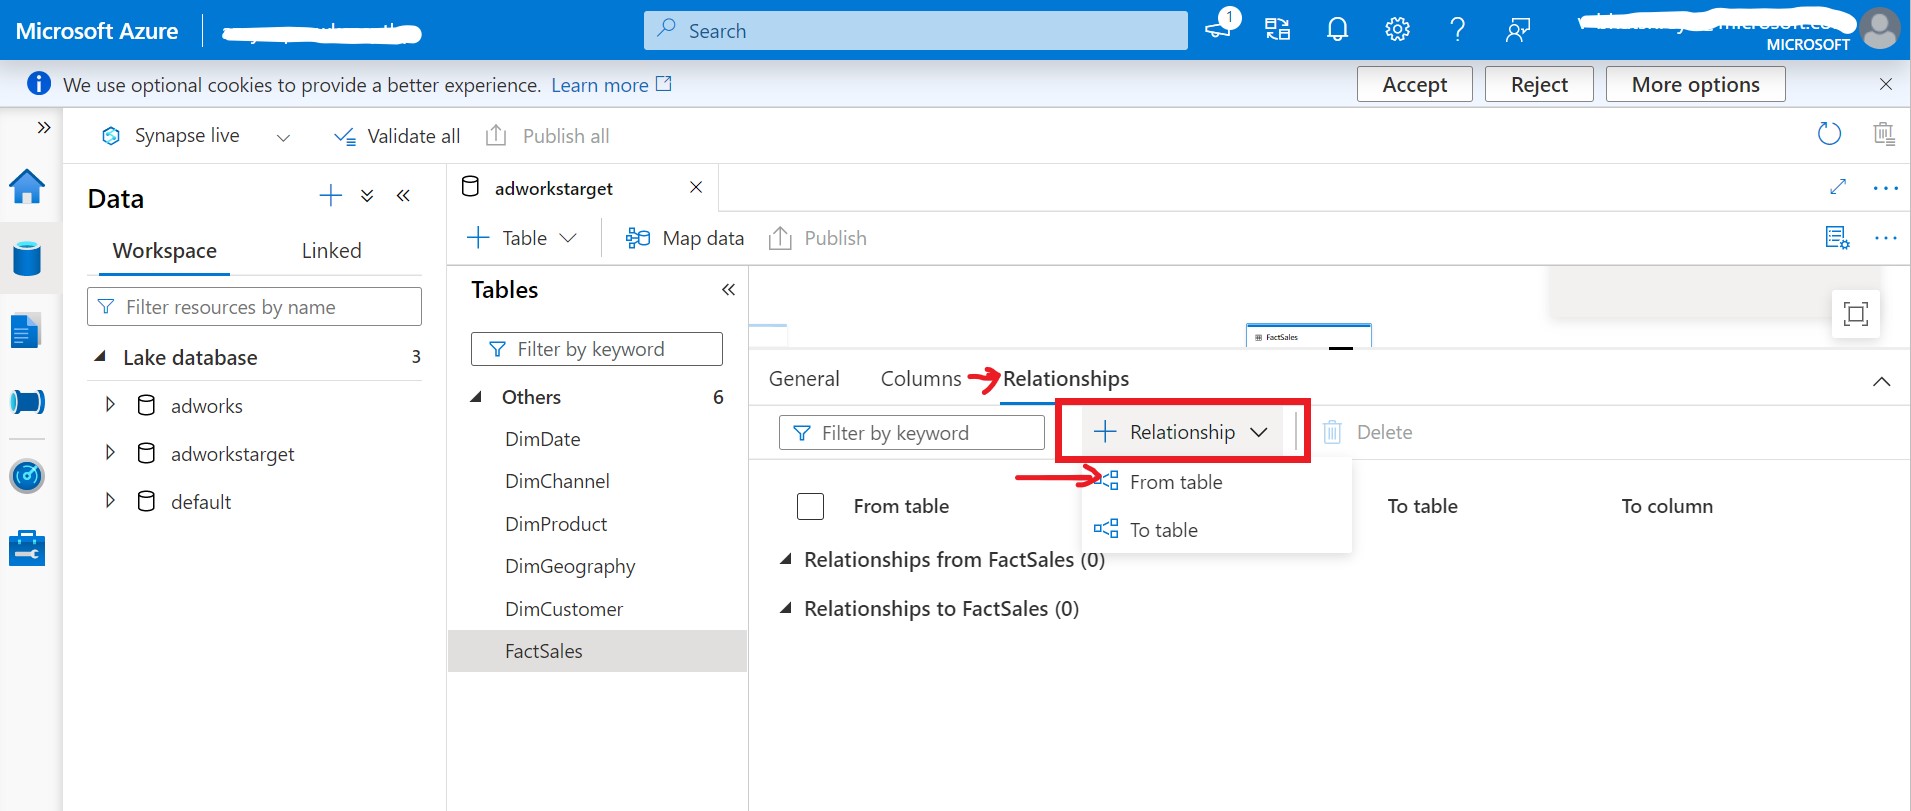 Microsoft Azure
Search
1
MICROSOFT
We use optional cookies to provide a better experience. Learn more
Accept
Reject
More options
Synapse live
Validate all
Publish all
Data
Workspace
Linked
Filter resources by name
Lake database 3
adworks
adworkstarget
default
adworkstarget
Table
Map data
Publish
Tables
Filter by keyword
Others 6
DimDate
DimChannel
DimProduct
DimGeography
DimCustomer
FactSales
FactSales
General
Columns
Relationships
Filter by keyword
Relationship
Delete
From table
To table
From table
To table
To column
Relationships from FactSales (0)
Relationships to FactSales (0)